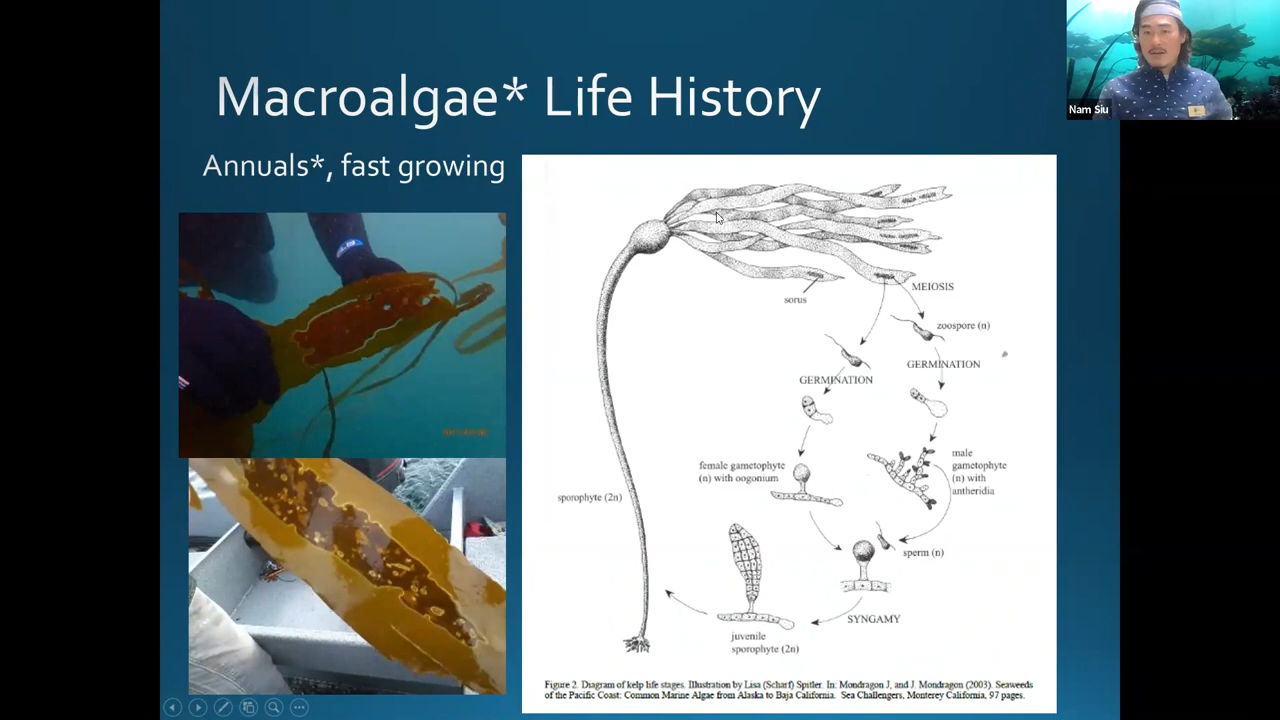 Macroalgae* Life History
Nam Siu
Annuals*, fast growing
sorus
MEIOSIS
zoospore (n)
GERMINATION
GERMINATION
female gametophyte
(n) with oogonium
male
gametophyte
(n) with
antheridia
sporophyte (2n)
sperm (n)
SYNGAMY
juvenile
sporophyte (2n)
Figure 2. Diagram of kelp life stages. Illustration by Lisa (Scharf) Spitler. In: Mondragon J, and J. Mondragon (2003). Seaweeds
of the Pacific Coast: Common Marine Algae from Alaska to Baja California. Sea Challengers, Monterey California, 97 pages.